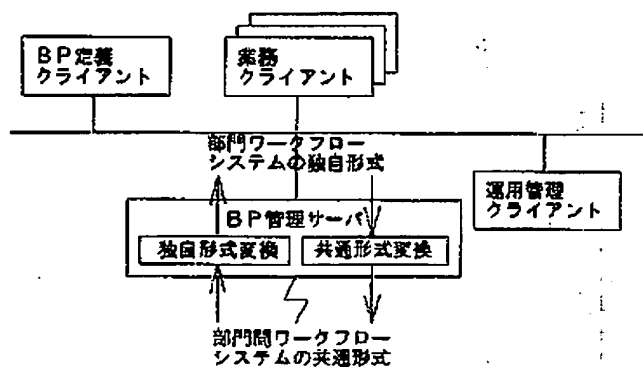 BP定義
クライアント
業務
クライアント
部門ワークフロー
システムの独自形式
運用管理
クライアント
BP管理サーバ
独自形式変換
共通形式変換
部門間ワークフロー
システムの共通形式